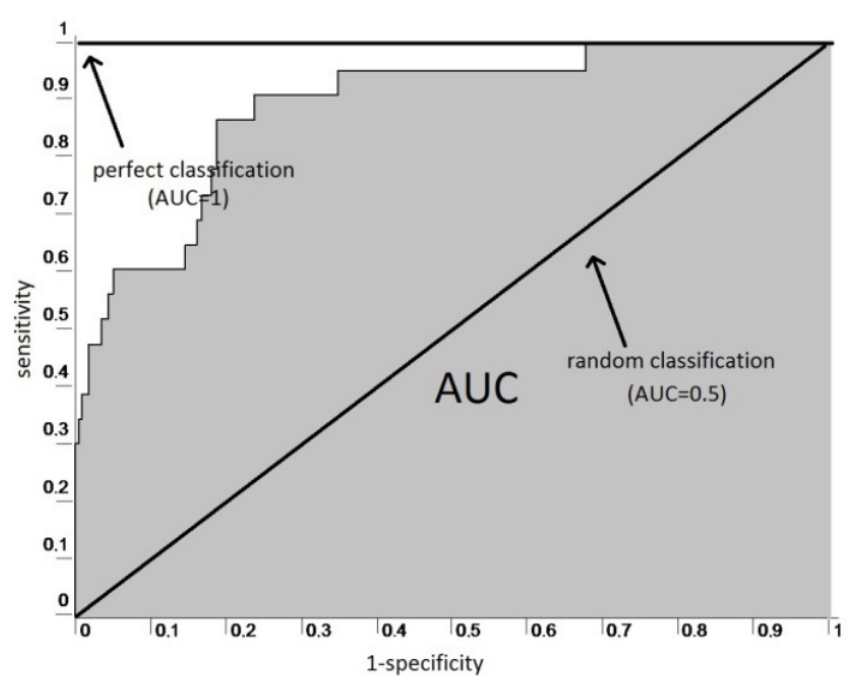 1
0.9
0.8
perfect classification
(AUC=1)
0.7
0.6
sensitivity
0.5
random classification
(AUC=0.5)
AUC
0.4
0.3
0.2
0.1
0
0 0.1 0.2 0.3 0.4 0.5 0.6 0.7 0.8 0.9 1
1-specificity